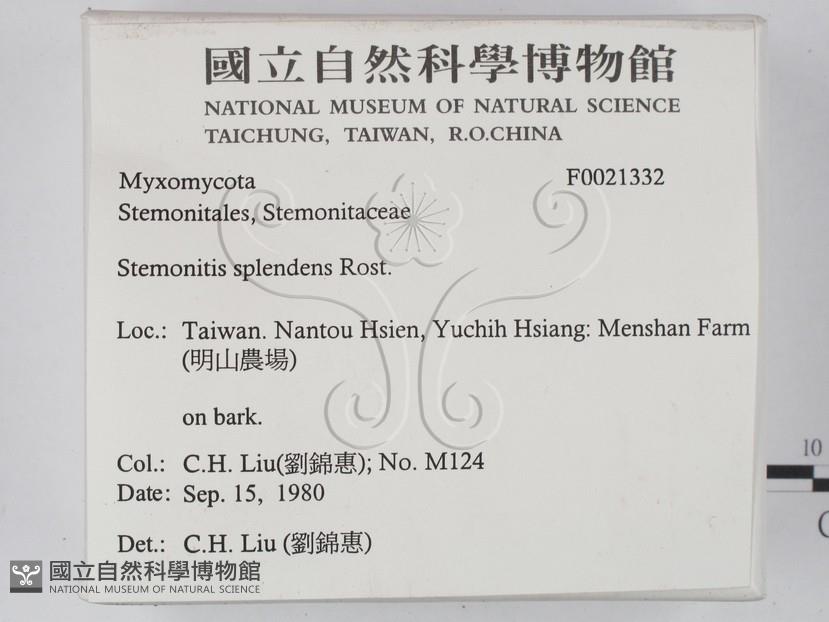 國立自然科學博物館
NATIONAL MUSEUM OF NATURAL SCIENCE
TAICHUNG, TAIWAN, R.O.CHINA
Myxomycota F0021332
Stemonitales, Stemonitaceae
Stemonitis splendens Rost.
Loc.: Taiwan. Nantou Hsien, Yuchih Hsiang: Menshan Farm
(明山農場)
on bark.
Col.: C.H. Liu(劉錦惠); No. M124
Date: Sep. 15, 1980
Det.: C.H. Liu (劉錦惠)
國立自然科學博物館
NATIONAL MUSEUM OF NATURAL SCIENCE
10